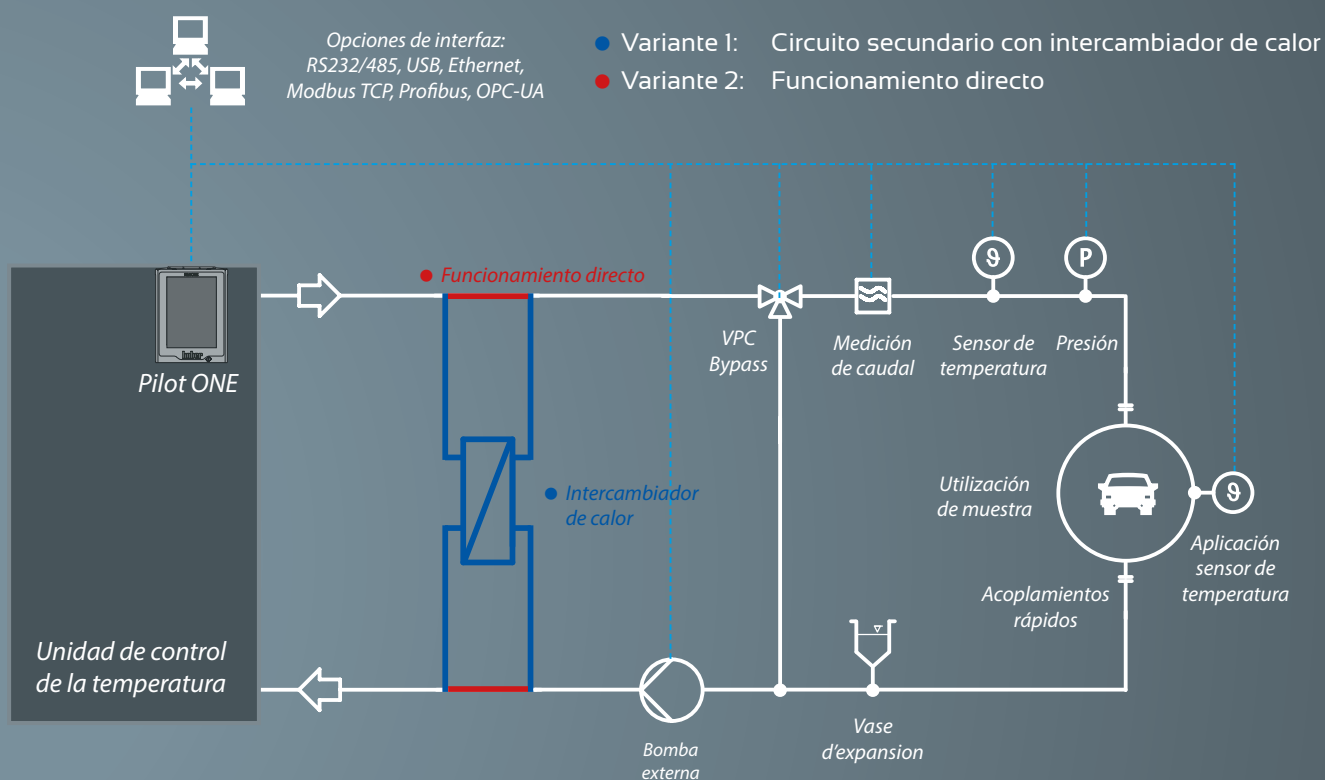 Opciones de interfaz:
RS232/485, USB, Ethernet,
Modbus TCP, Profibus, OPC-UA
Variante 1: Circuito secundario con intercambiador de calor
Variante 2: Funcionamiento directo
Funcionamiento directo
huber
Pilot ONE
VPC
Bypass
Medición
de caudal
ϑ
Sensor de
temperatura
P
Presión
Intercambiador
de calor
Utilización
de muestra
ϑ
Aplicación
sensor de
temperatura
Acoplamientos
rápidos
Unidad de control
de la temperatura
Vase
d’expansion
Bomba
externa